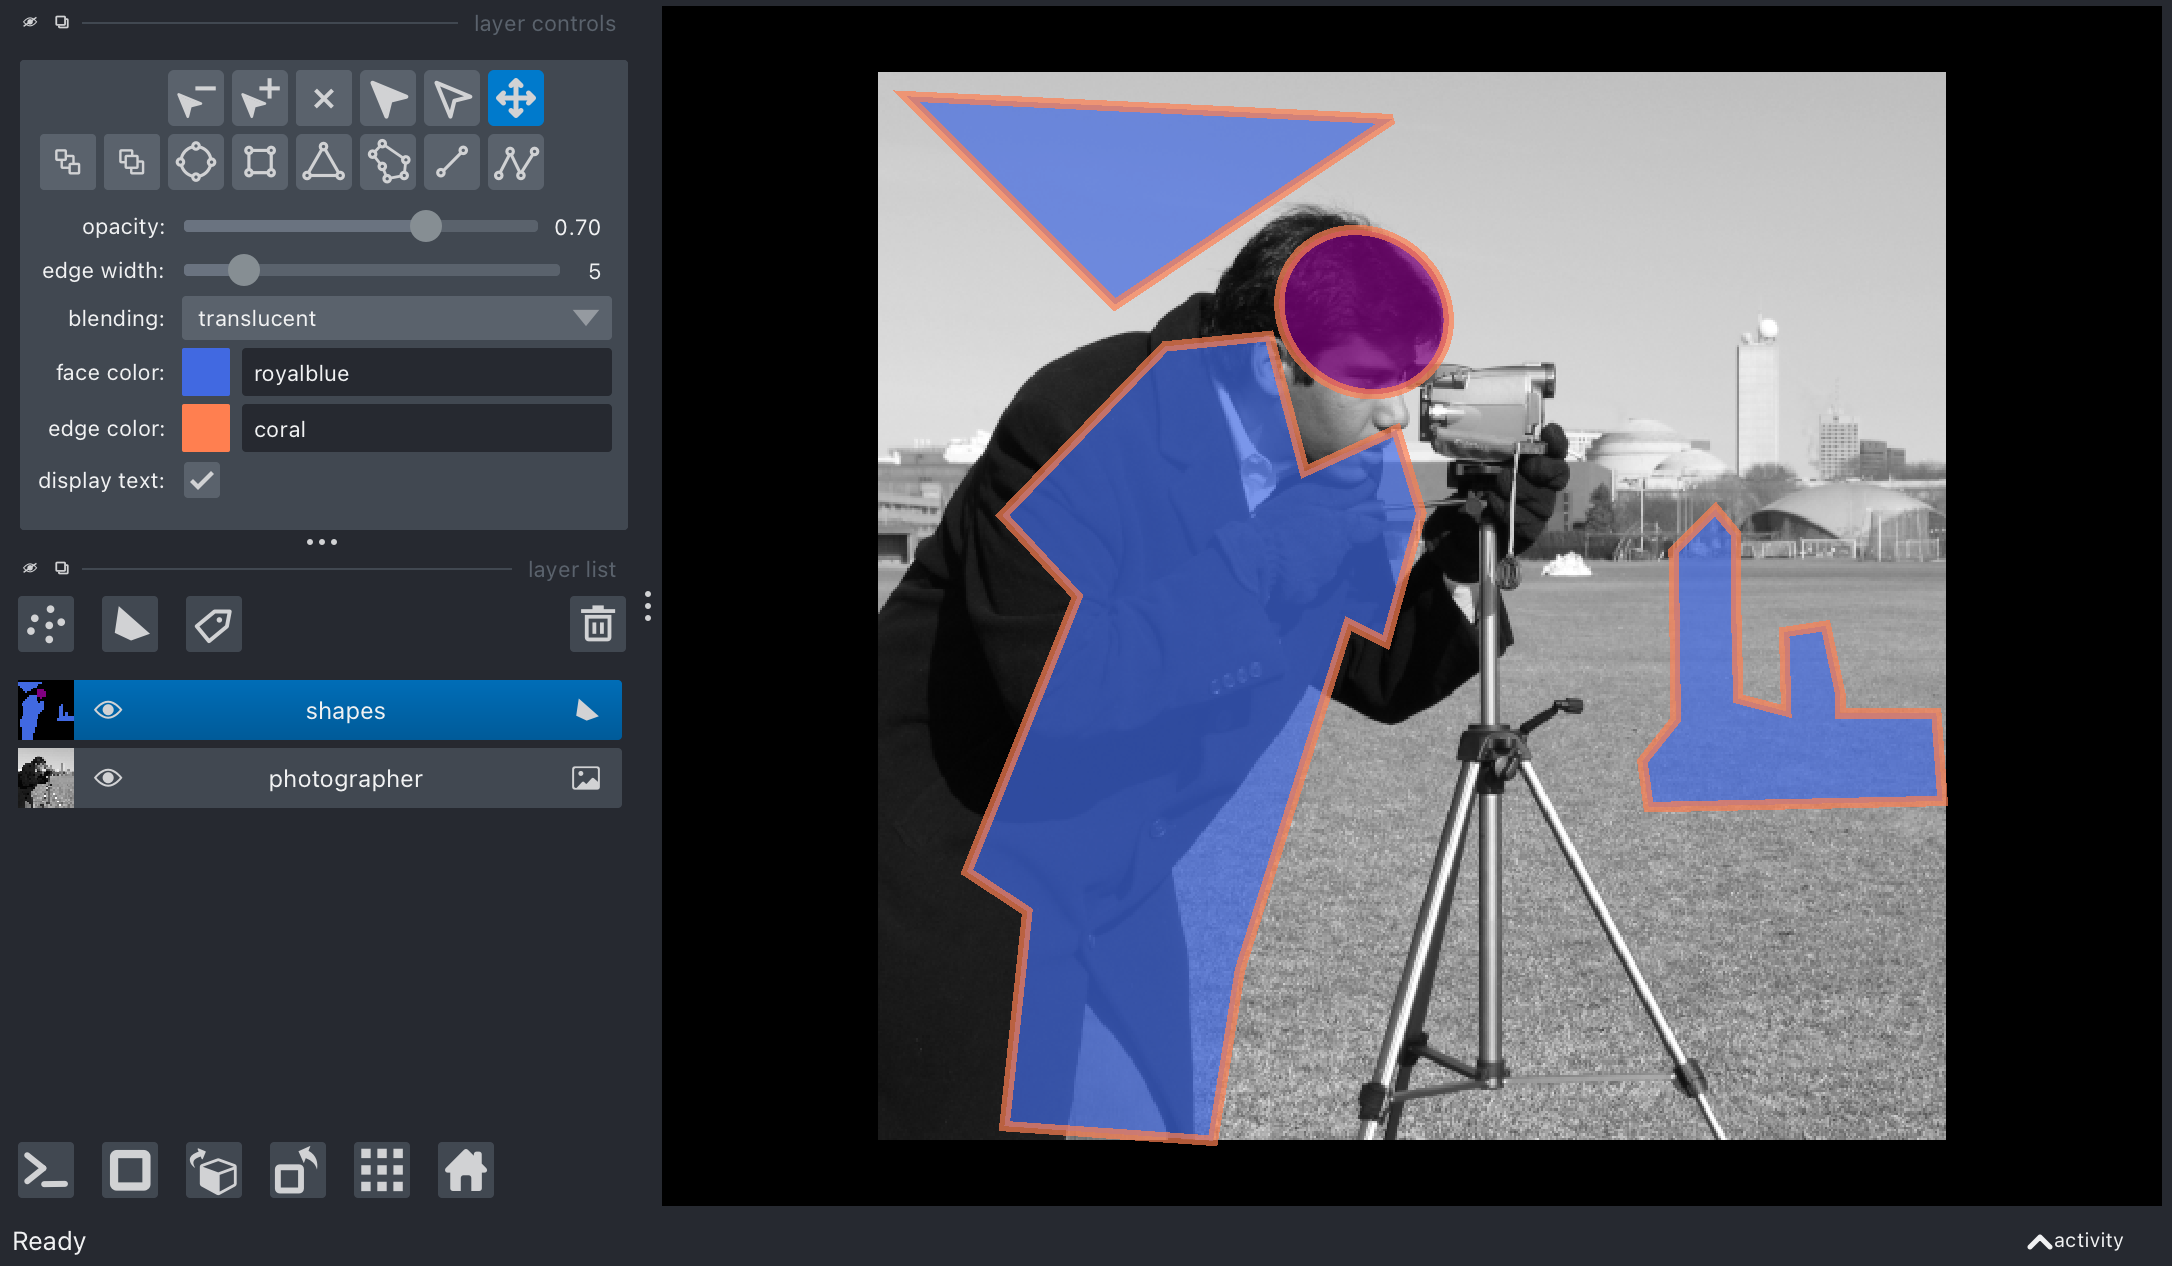 layer controls
opacity: 0.70
edge width: 5
blending: translucent
face color: royalblue
edge color: coral
display text:
layer list
shapes
photographer
Ready
activity